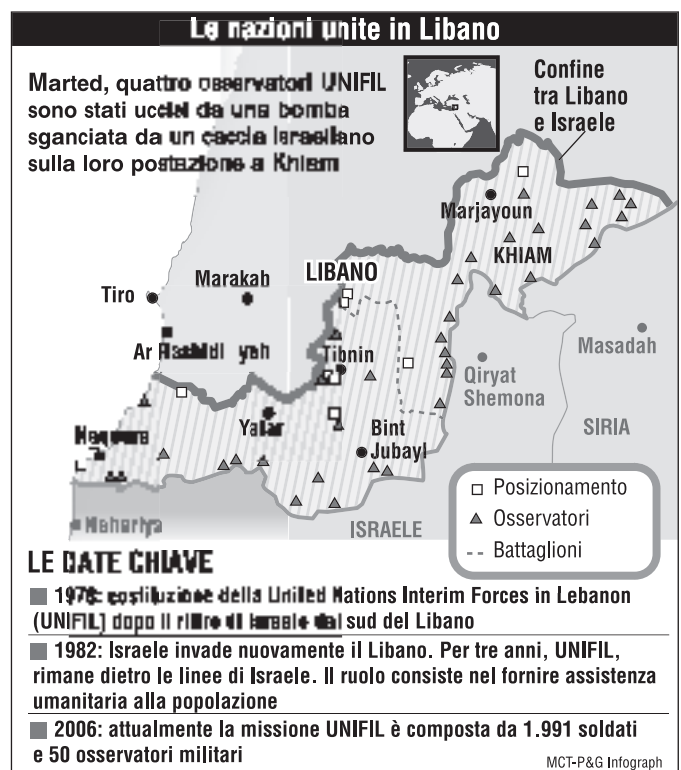 Le nazioni unite in Libano
Marted, quattro osservatori UNIFIL
sono stati uccisi da una bomba
sganciata da un caccia israeliano
sulla loro postazione a Khiam
Confine
tra Libano
e Israele
Marjayoun
KHIAM
LIBANO
Marakab
Tiro
Masadah
Tibnin
Qiryat
Shemona
Yatar
Bint
Jubayl
SIRIA
Naqoura
Nahariya
ISRAELE
Posizionamento
Osservatori
Battaglioni
LE DATE CHIAVE
1978: costituzione della United Nations Interim Forces in Lebanon
(UNIFIL) dopo il ritiro di Israele dal sud del Libano
1982: Israele invade nuovamente il Libano. Per tre anni, UNIFIL,
rimane dietro le linee di Israele. Il ruolo consiste nel fornire assistenza
umanitaria alla popolazione
2006: attualmente la missione UNIFIL è composta da 1.991 soldati
e 50 osservatori militari
MCT-P&G Infograph